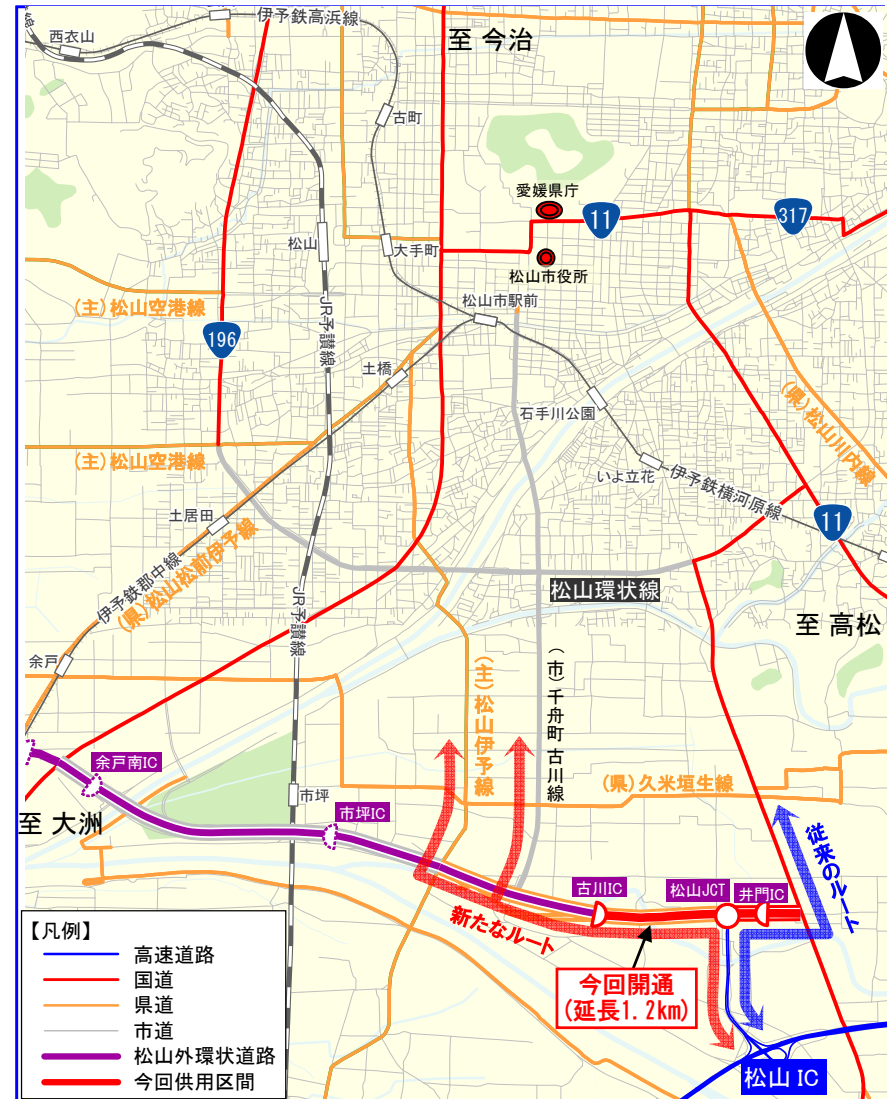 伊予鉄高浜線
西衣山
至 今治
古町
愛媛県庁
11
317
松山
大手町
松山市役所
(主)松山空港線
松山市駅前
196
JR予讃線
土橋
石手川公園
(県)松山川内線
(主)松山空港線
いよ立花
伊予鉄横河原線
土居田
11
伊予鉄郡中線
(県)松山松前伊予線
松山環状線
JR予讃線
至 高松
余戸
(主)松山伊予線
(市)千舟町古川線
余戸南IC
市坪
(県)久米垣生線
至 大洲
市坪IC
従来のルート
古川IC
松山JCT
井門IC
新たなルート
今回開通
(延長1.2km)
松山 IC
【凡例】
高速道路
国道
県道
市道
松山外環状道路
今回供用区間